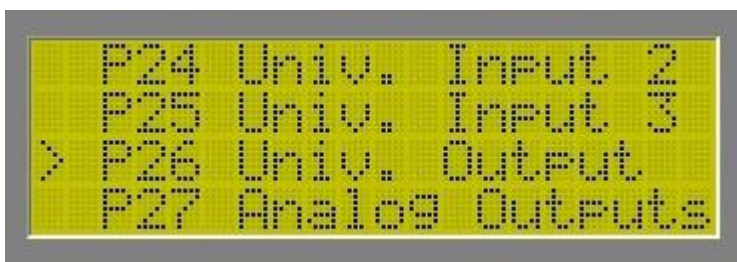 P24 Univ. Input 2
P25 Univ. Input 3
> P26 Univ. Output
P27 Analog Outputs